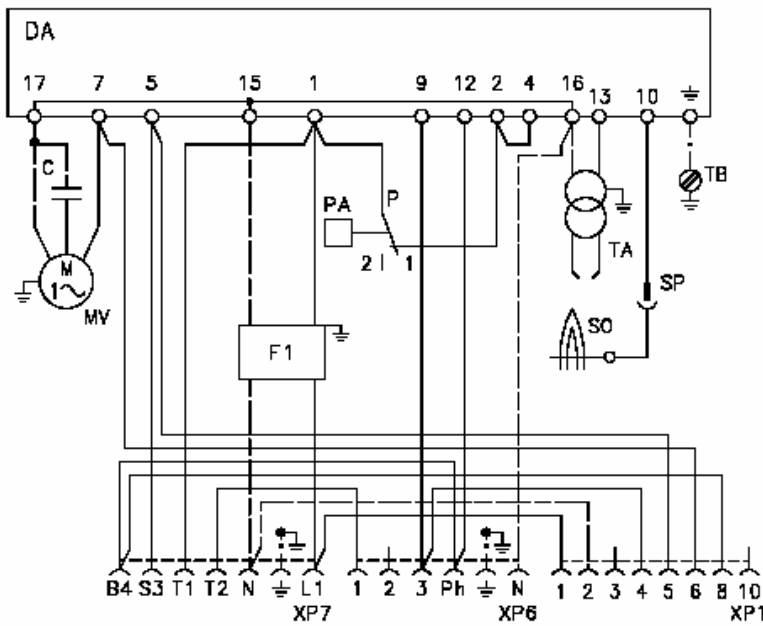 DA
17 7 5 15 1 9 12 2 4 16 13 10
C
P
PA
TB
TA
2 1
M
1
MV
SP
SO
F1
B4 S3 T1 T2 N L1 1 2 3 Ph N 1 2 3 4 5 6 8 10
XP7 XP6 XP1